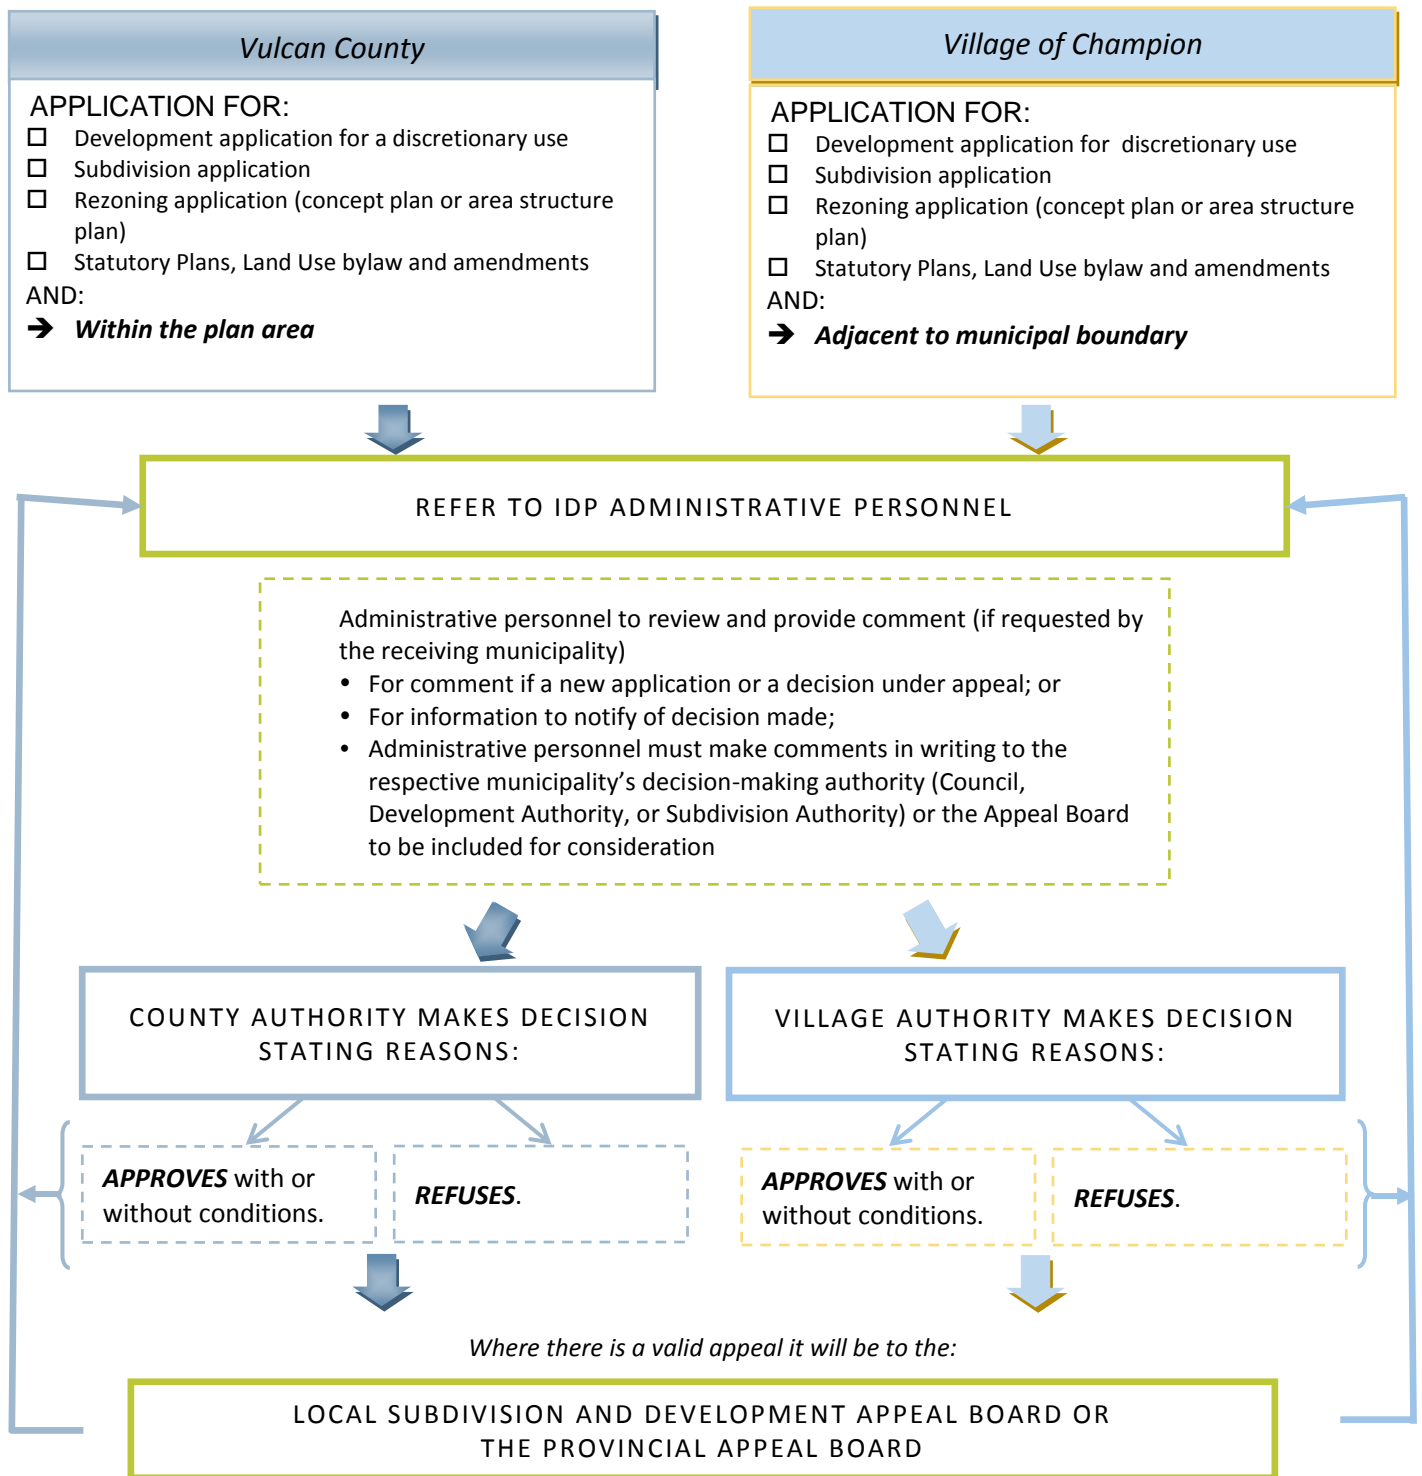 Vulcan County
APPLICATION FOR:
☐ Development application for a discretionary use
☐ Subdivision application
☐ Rezoning application (concept plan or area structure
plan)
☐ Statutory Plans, Land Use bylaw and amendments
AND:
➔ Within the plan area
Village of Champion
APPLICATION FOR:
☐ Development application for discretionary use
☐ Subdivision application
☐ Rezoning application (concept plan or area structure
plan)
☐ Statutory Plans, Land Use bylaw and amendments
AND:
➔ Adjacent to municipal boundary
REFER TO IDP ADMINISTRATIVE PERSONNEL
Administrative personnel to review and provide comment (if requested by
the receiving municipality)
• For comment if a new application or a decision under appeal; or
• For information to notify of decision made;
• Administrative personnel must make comments in writing to the
respective municipality’s decision-making authority (Council,
Development Authority, or Subdivision Authority) or the Appeal Board
to be included for consideration
COUNTY AUTHORITY MAKES DECISION
STATING REASONS:
VILLAGE AUTHORITY MAKES DECISION
STATING REASONS:
APPROVES with or
without conditions.
REFUSES.
APPROVES with or
without conditions.
REFUSES.
Where there is a valid appeal it will be to the:
LOCAL SUBDIVISION AND DEVELOPMENT APPEAL BOARD OR
THE PROVINCIAL APPEAL BOARD